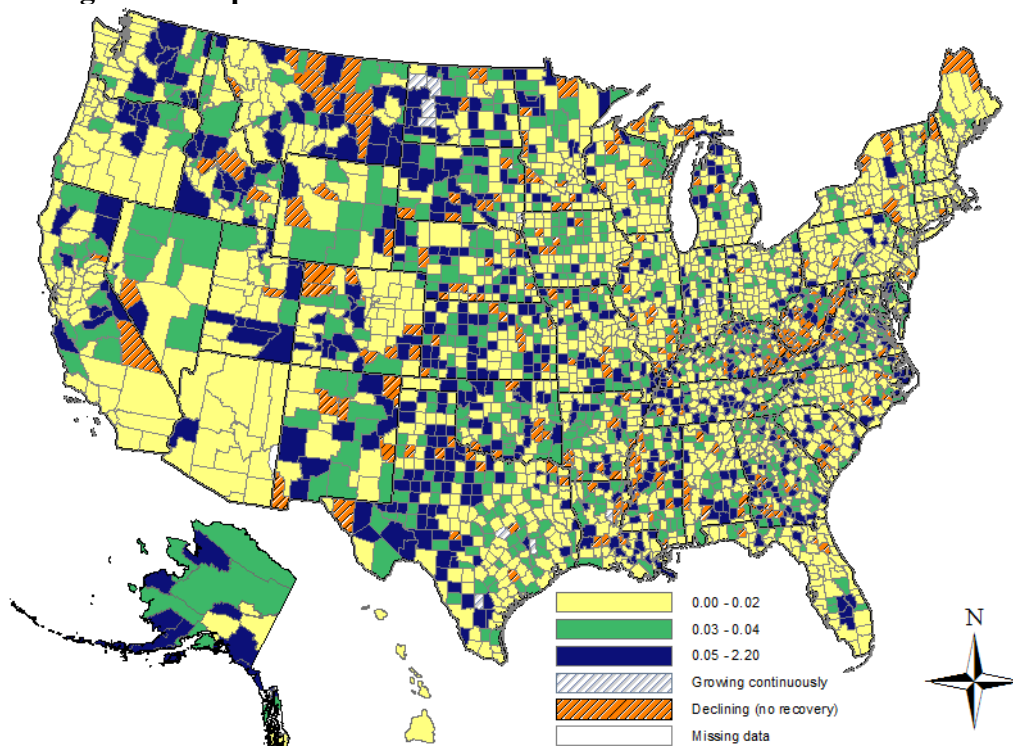 0.00 - 0.02
0.03 - 0.04
0.05 - 2.20
Growing continuously
Declining (no recovery)
Missing data
N